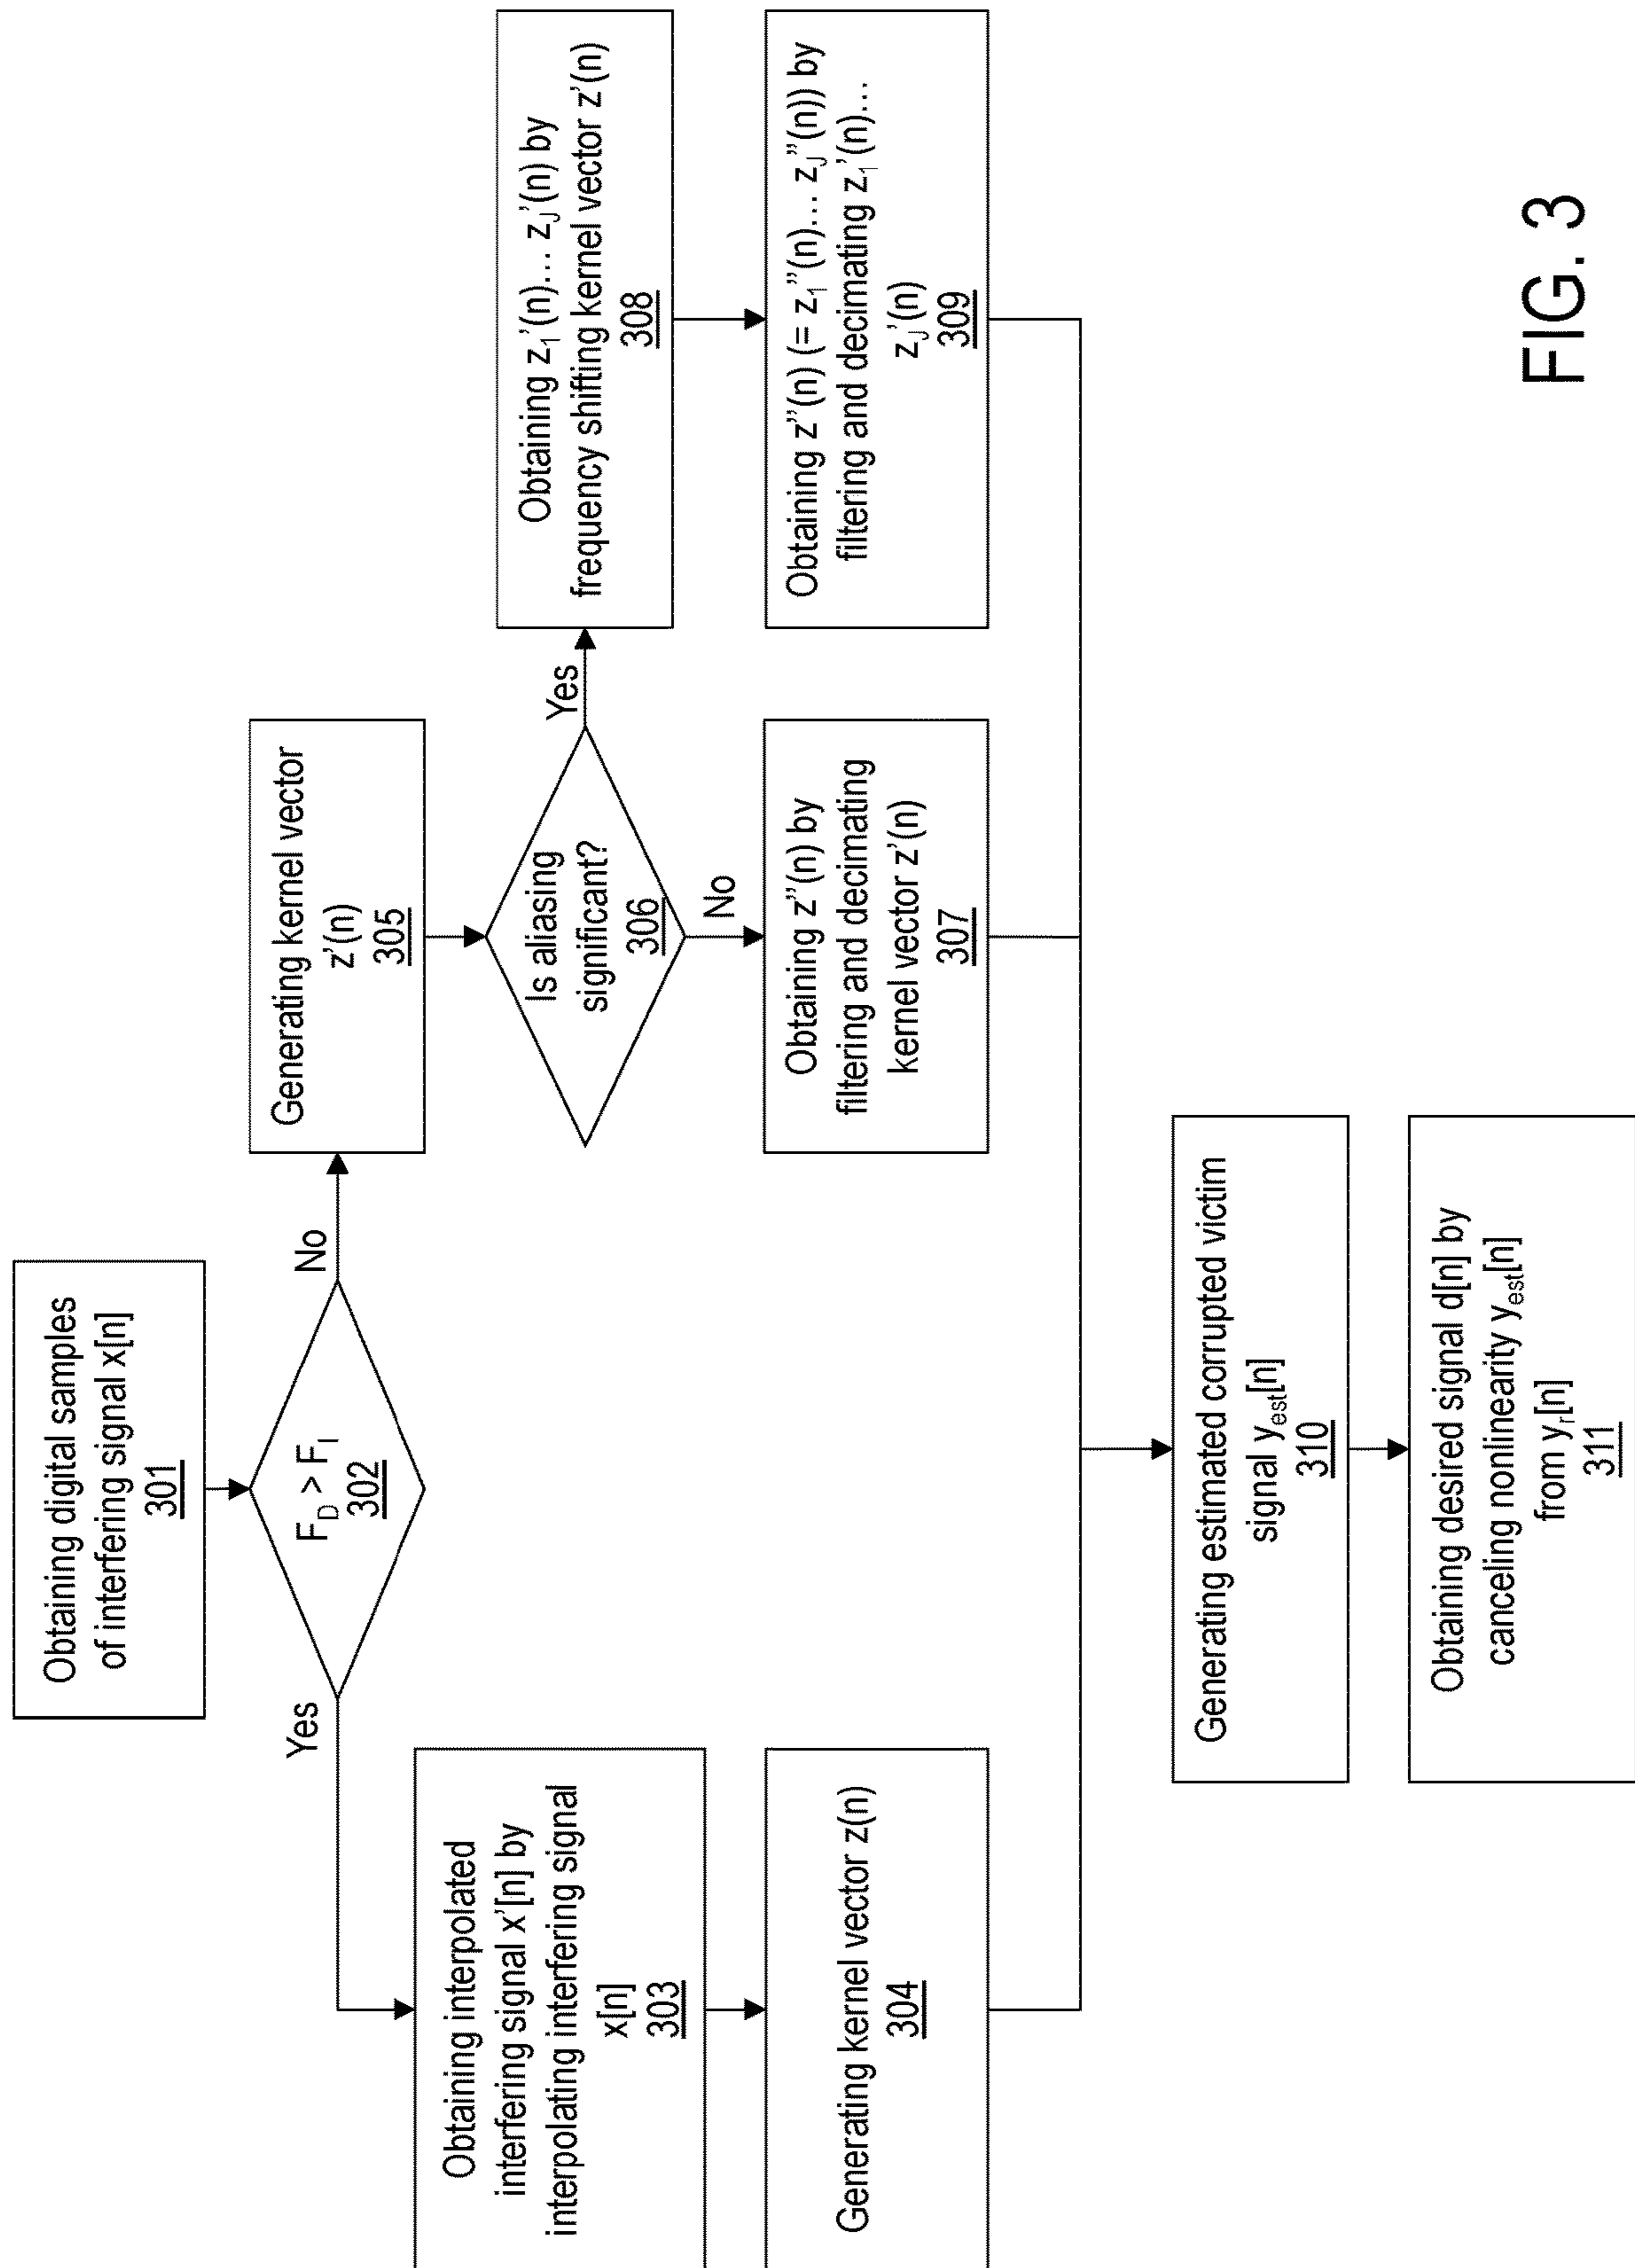 Obtaining digital samples
of interfering signal x[n]
301
F_D > F_I
302
Yes
No
Obtaining interpolated
interfering signal x'[n] by
interpolating interfering signal
x[n]
303
Generating kernel vector z(n)
304
Generating kernel vector
z'(n)
305
Is aliasing
significant?
306
Yes
No
Obtaining z''(n) by
filtering and decimating
kernel vector z'(n)
307
Obtaining z₁'(n)... z_J'(n) by
frequency shifting kernel vector z'(n)
308
Obtaining z''(n) (= z₁''(n)... z_J''(n)) by
filtering and decimating z₁'(n)...
z_J'(n)
309
Generating estimated corrupted victim
signal y_est[n]
310
Obtaining desired signal d[n] by
canceling nonlinearity y_est[n]
from y_r[n]
311
FIG. 3